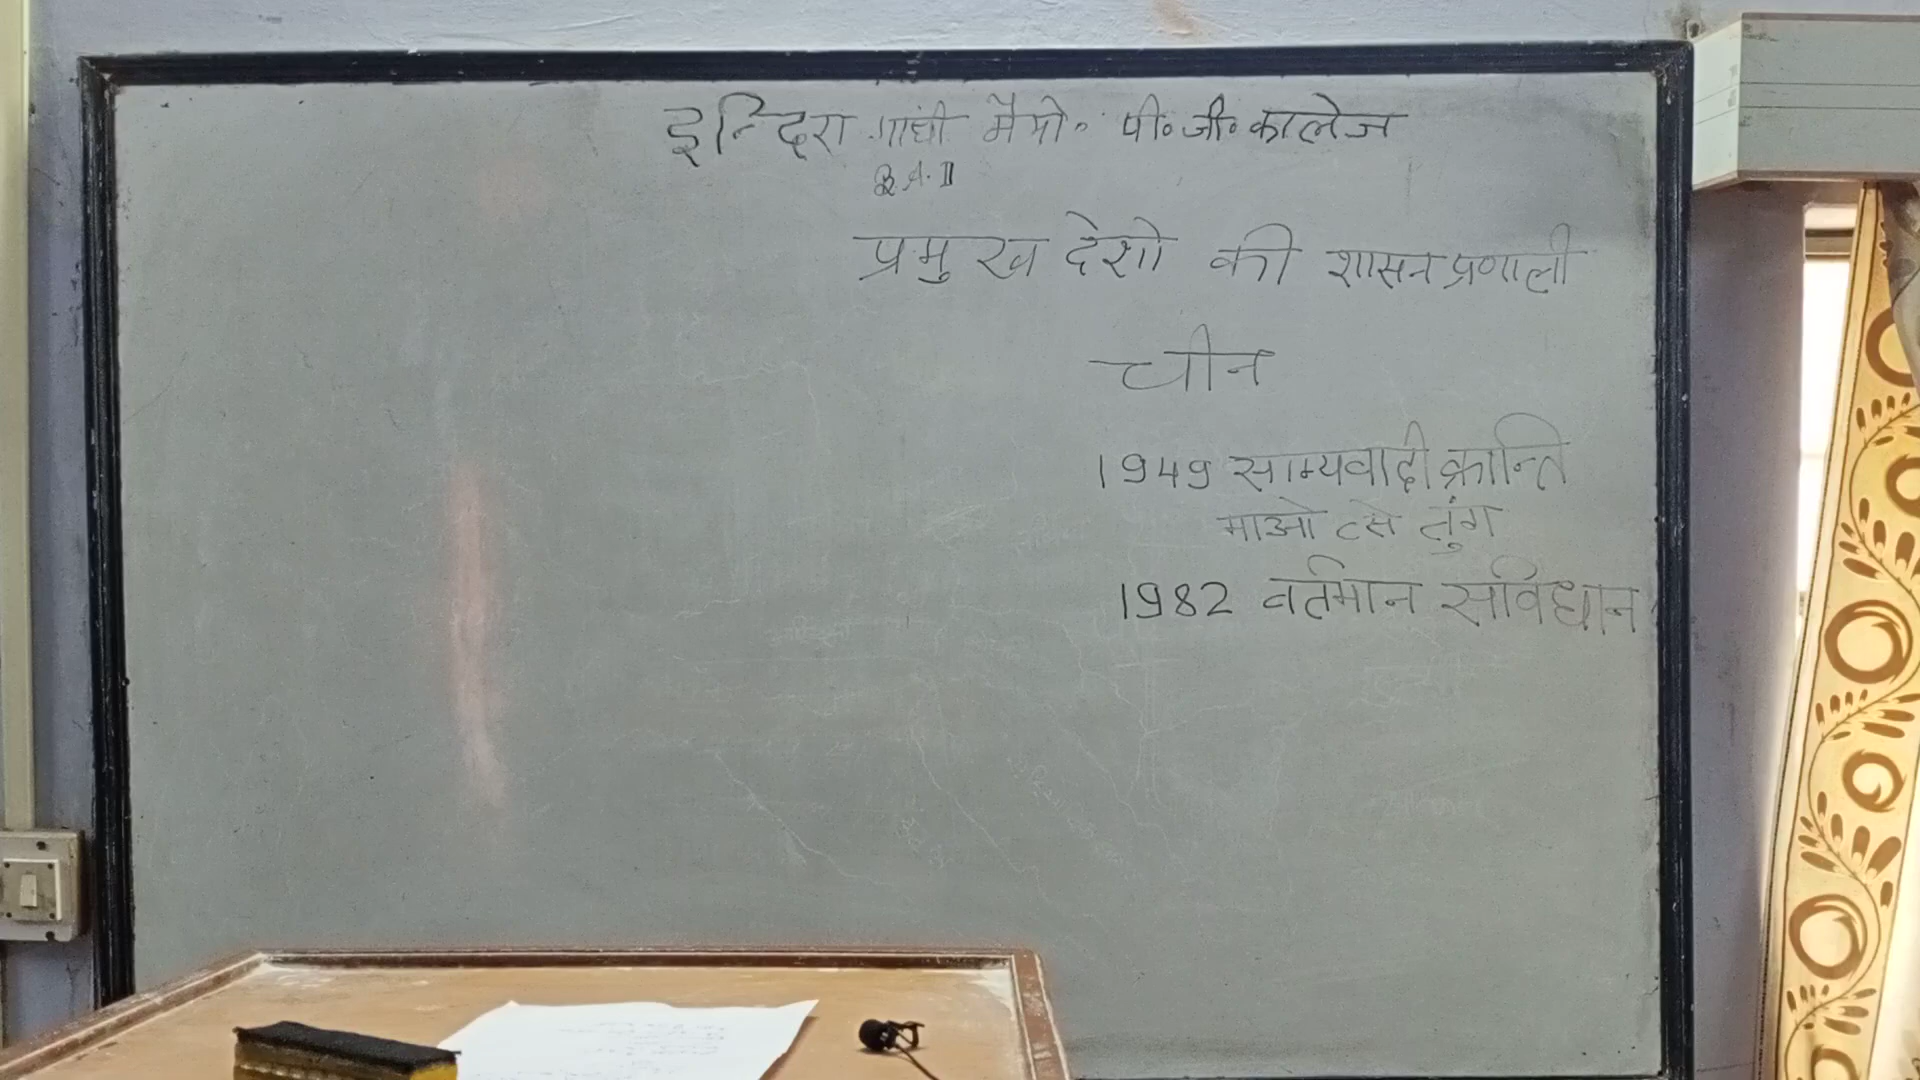 इन्दिरा गांधी मैमो॰ पी॰ जी॰ कालेज
B.A. II
प्रमुख देशो की शासन प्रणाली
चीन
1949 साम्यवादी क्रान्ति
माओ त्से तुंग
1982 वर्तमान संविधान